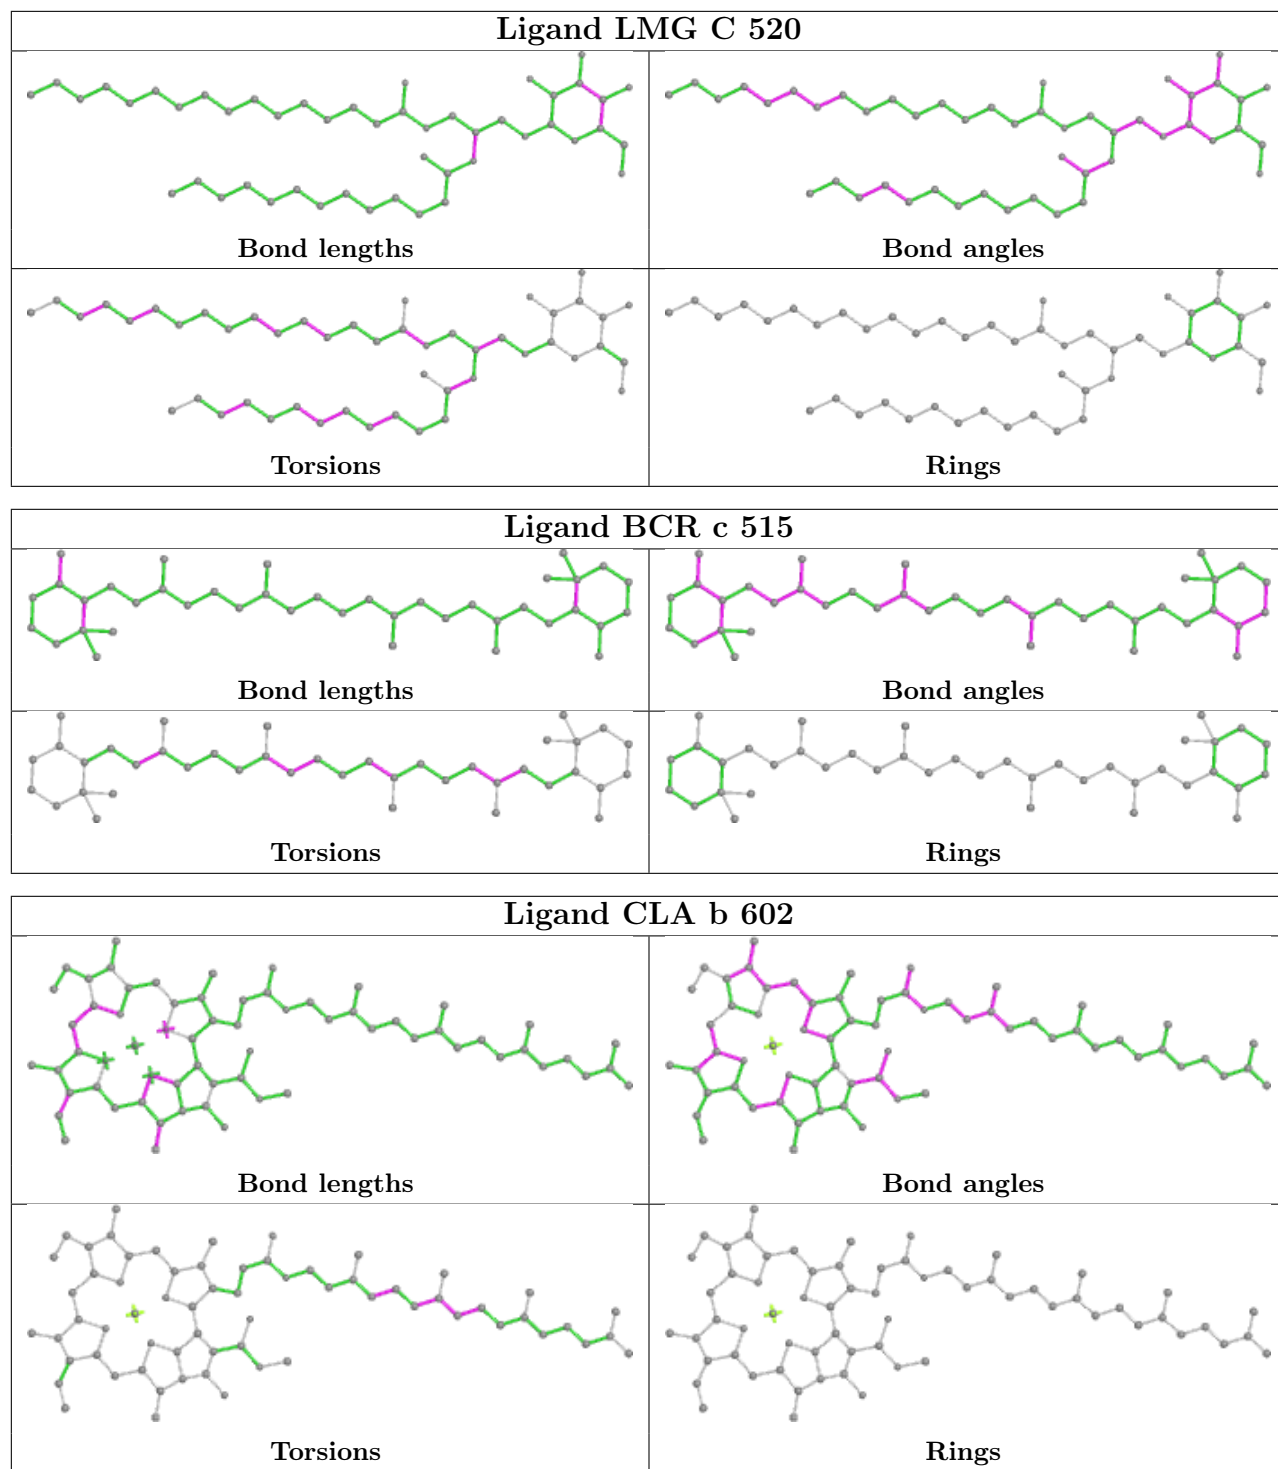 Ligand LMG C 520
Bond lengths
Bond angles
Torsions
Rings
Ligand BCR c 515
Bond lengths
Bond angles
Torsions
Rings
Ligand CLA b 602
Bond lengths
Bond angles
Torsions
Rings